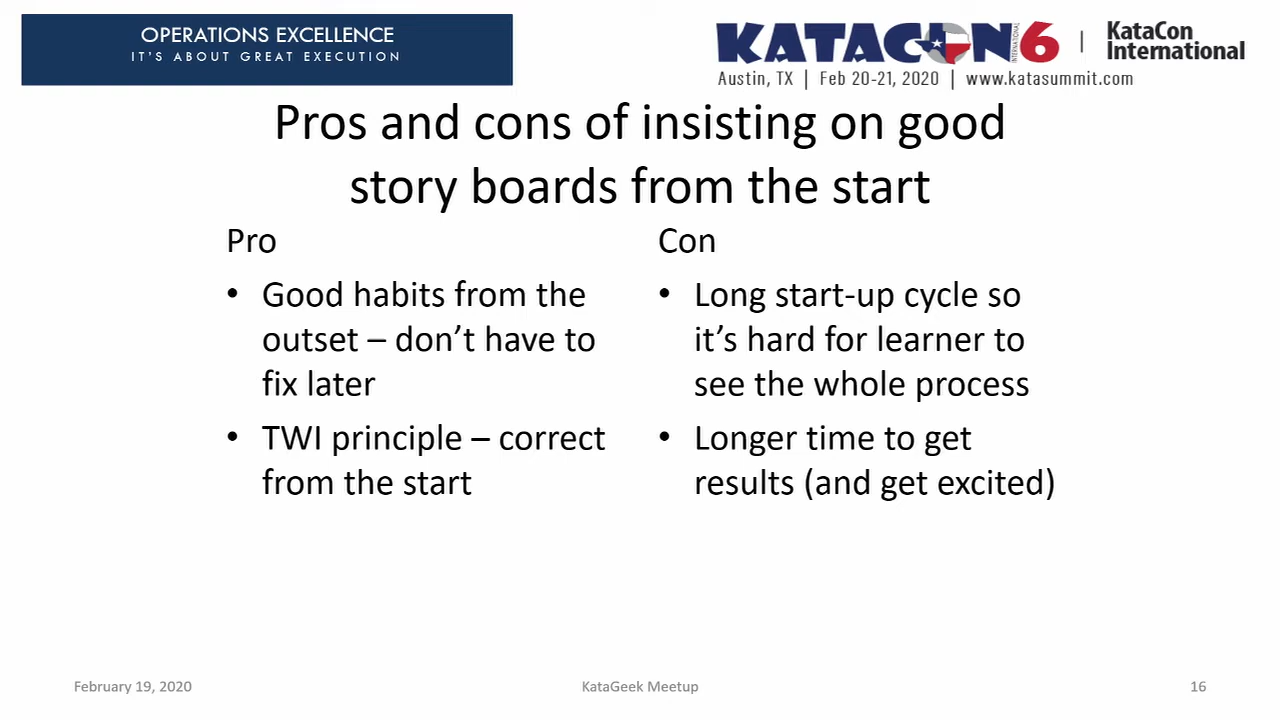 OPERATIONS EXCELLENCE
IT'S ABOUT GREAT EXECUTION
KATACON6
INTERNATIONAL
KataCon
International
Austin, TX | Feb 20-21, 2020 | www.katasummit.com
Pros and cons of insisting on good
story boards from the start
Pro
• Good habits from the
outset – don't have to
fix later
• TWI principle – correct
from the start
Con
• Long start-up cycle so
it's hard for learner to
see the whole process
• Longer time to get
results (and get excited)
February 19, 2020
KataGeek Meetup
16